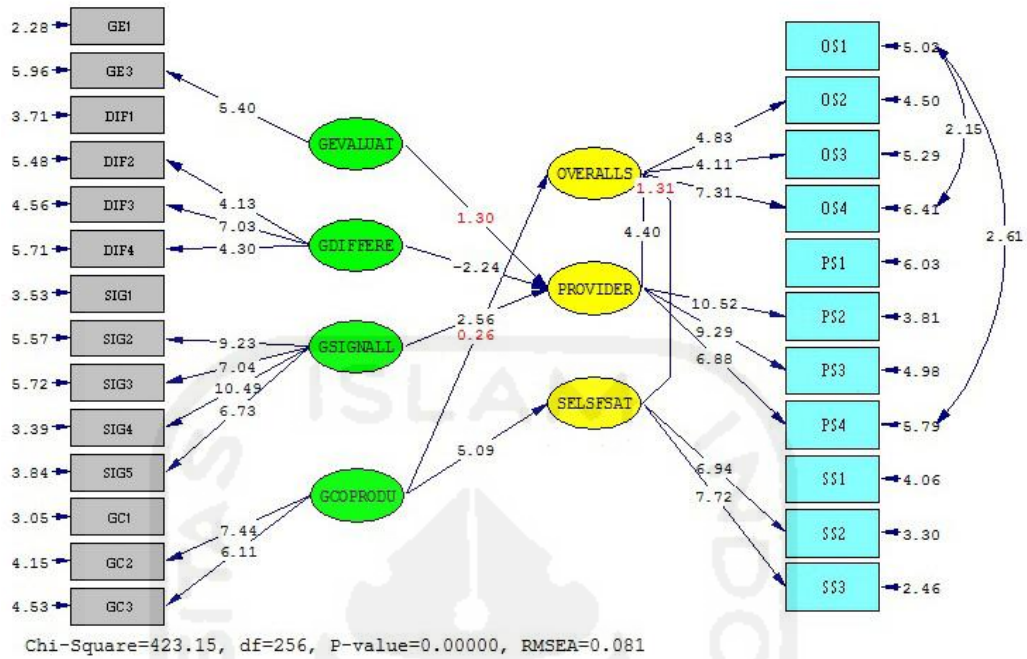 2.28 GE1
5.96 GE3
3.71 DIF1
5.48 DIF2
4.56 DIF3
5.71 DIF4
3.53 SIG1
5.57 SIG2
5.72 SIG3
3.39 SIG4
3.84 SIG5
3.05 GC1
4.15 GC2
4.53 GC3
5.40
4.13
7.03
4.30
9.23
7.04
10.49
6.73
7.44
6.11
GEVALUAT
GDIFFERE
GSIGNALL
GCOPRODU
1.30
-2.24
2.56
0.26
5.09
OVERALLS
PROVIDER
SELSFSAT
1.31
4.40
4.83
4.11
7.31
10.52
9.29
6.88
6.94
7.72
OS1 5.02
OS2 4.50
OS3 5.29
OS4 6.41
PS1 6.03
PS2 3.81
PS3 4.98
PS4 5.79
SS1 4.06
SS2 3.30
SS3 2.46
2.15
2.61
ISLAM
Chi-Square=423.15, df=256, P-value=0.00000, RMSEA=0.081